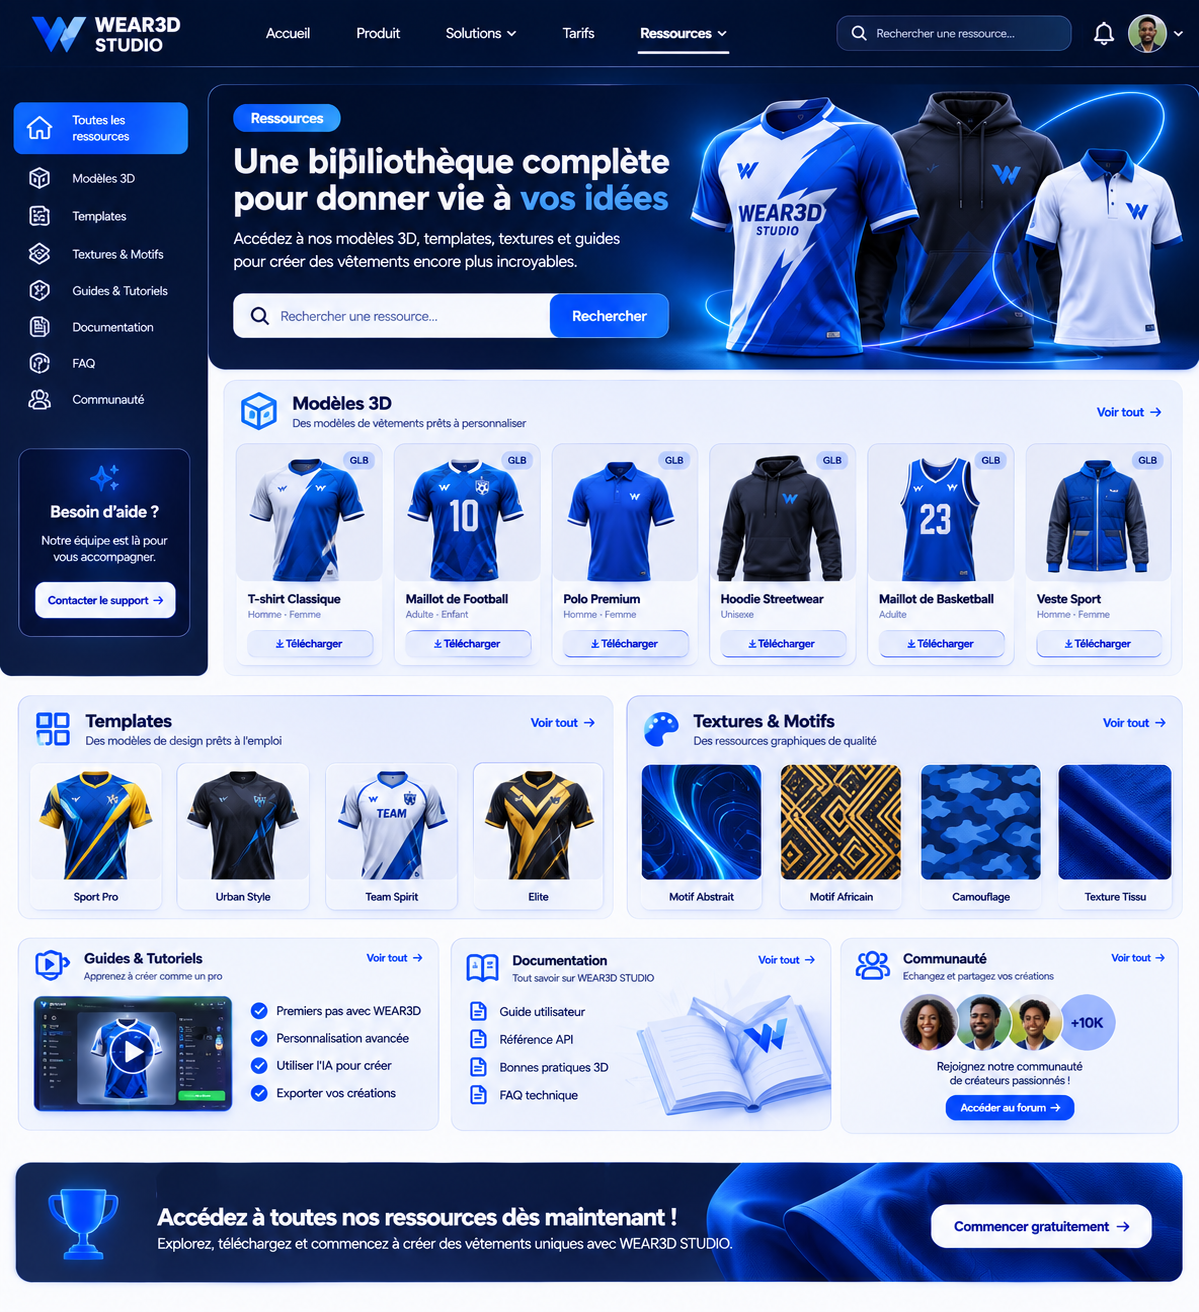 WEAR3D
STUDIO
Accueil
Produit
Solutions
Tarifs
Ressources
Rechercher une ressource...
Toutes les
ressources
Modèles 3D
Templates
Textures & Motifs
Guides & Tutoriels
Documentation
FAQ
Communauté
Besoin d'aide ?
Notre équipe est là pour
vous accompagner.
Contacter le support →
Ressources
complète
pour donner vie à vos idées
Accédez à nos modèles 3D, templates, textures et guides
pour créer des vêtements encore plus incroyables.
Rechercher une ressource...
Rechercher
WEAR3D
STUDIO
Modèles 3D
Des modèles de vêtements prêts à personnaliser
Voir tout →
GLB
T-shirt Classique
Homme - Femme
Télécharger
GLB
10
Maillot de Football
Adulte - Enfant
Télécharger
GLB
Polo Premium
Homme - Femme
Télécharger
GLB
Hoodie Streetwear
Unisexe
Télécharger
GLB
23
Maillot de Basketball
Adulte
Télécharger
GLB
Veste Sport
Homme - Femme
Télécharger
Templates
Des modèles de design prêts à l'emploi
Voir tout →
Sport Pro
Urban Style
TEAM
Team Spirit
Elite
Textures & Motifs
Des ressources graphiques de qualité
Voir tout →
Motif Abstrait
Motif Africain
Camouflage
Texture Tissu
Guides & Tutoriels
Apprenez à créer comme un pro
Voir tout →
Premiers pas avec WEAR3D
Personnalisation avancée
Utiliser l'IA pour créer
Exporter vos créations
Documentation
Tout savoir sur WEAR3D STUDIO
Voir tout →
Guide utilisateur
Référence API
Bonnes pratiques 3D
FAQ technique
Communauté
Echangez et partagez vos créations
Voir tout →
+10K
Rejoignez notre communauté
de créateurs passionnés !
Accéder au forum →
Accédez à toutes nos ressources dès maintenant !
Explorez, téléchargez et commencez à créer des vêtements uniques avec WEAR3D STUDIO.
Commencer gratuitement →